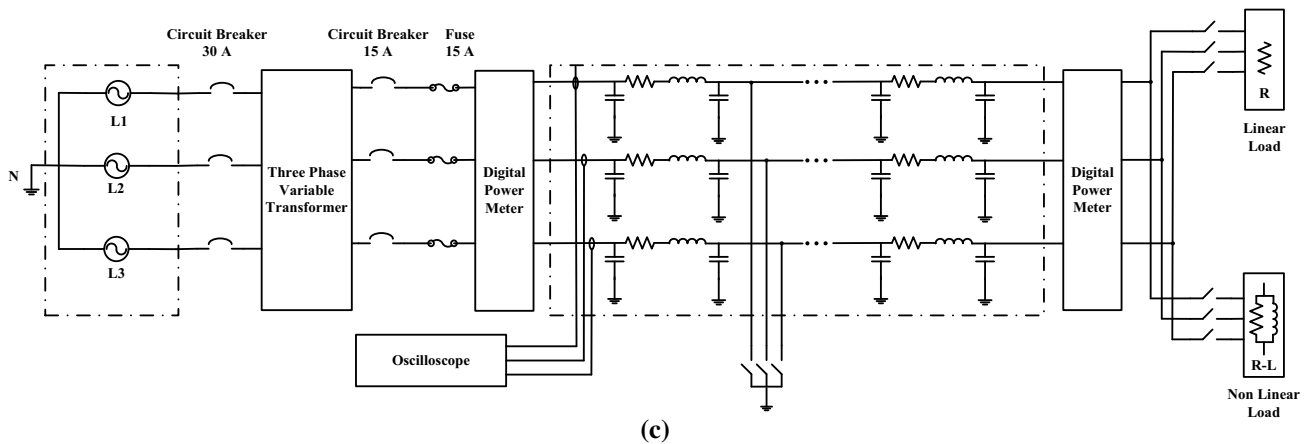 Circuit Breaker
30 A
Circuit Breaker
15 A
Fuse
15 A
L1
N
L2
L3
Three Phase
Variable
Transformer
Digital
Power
Meter
Digital
Power
Meter
R
Linear
Load
Oscilloscope
R-L
Non Linear
Load
(c)